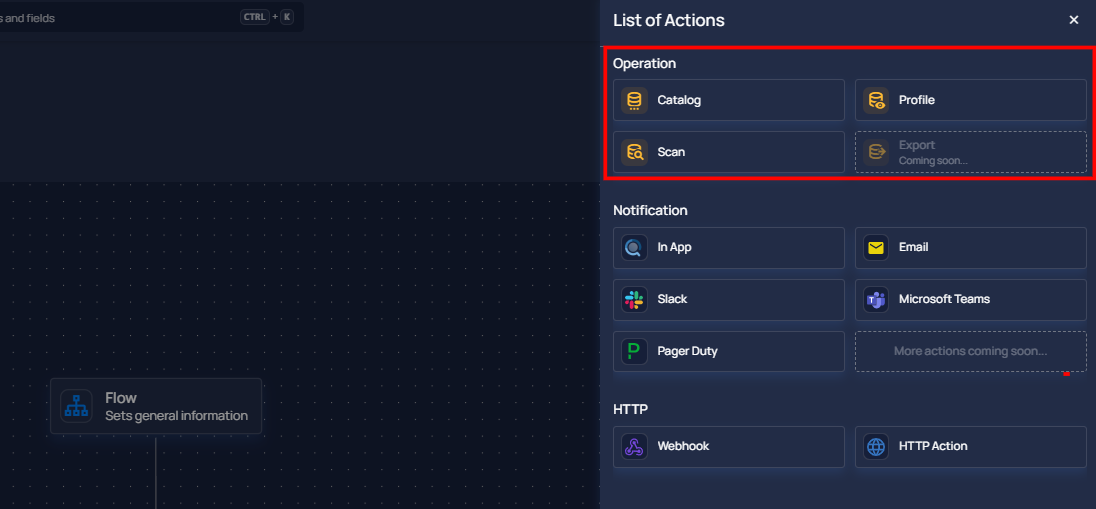 s and fields
CTRL + K
List of Actions
Operation
Catalog
Profile
Scan
Export
Coming soon...
Notification
In App
Email
Slack
Microsoft Teams
Pager Duty
More actions coming soon...
HTTP
Webhook
HTTP Action
Flow
Sets general information